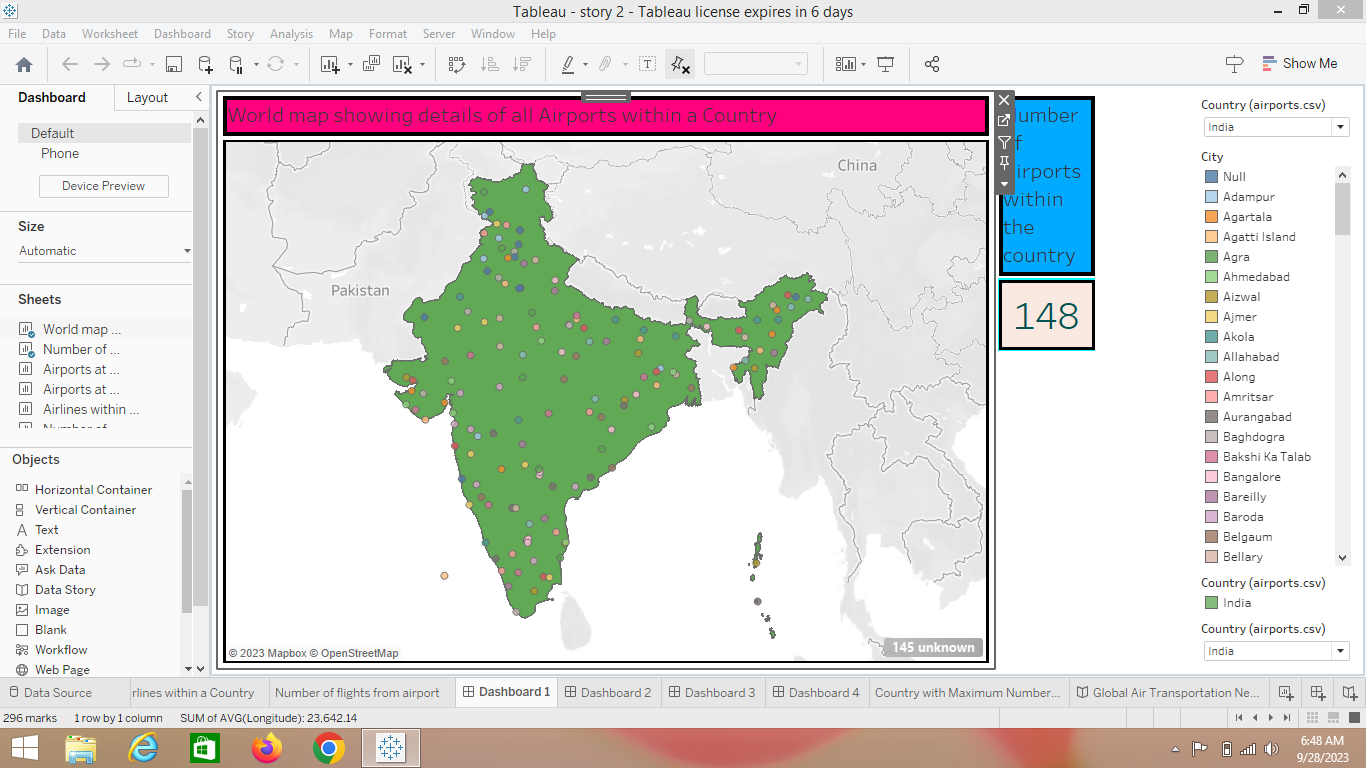 Tableau - story 2 - Tableau license expires in 6 days
File Data Worksheet Dashboard Story Analysis Map Format Server Window Help
Show Me
Dashboard Layout
Default
Phone
Device Preview
Size
Automatic
Sheets
World map ...
Number of ...
Airports at ...
Airports at ...
Airlines within ...
Objects
Horizontal Container
Vertical Container
Text
Extension
Ask Data
Data Story
Image
Blank
Workflow
Web Page
World map showing details of all Airports within a Country
China
Pakistan
© 2023 Mapbox © OpenStreetMap
145 unknown
within
the
country
148
Country (airports.csv)
India
City
Null
Adampur
Agartala
Agatti Island
Agra
Ahmedabad
Aizwal
Ajmer
Akola
Allahabad
Along
Amritsar
Aurangabad
Baghdogra
Bakshi Ka Talab
Bangalore
Bareilly
Baroda
Belgaum
Bellary
Country (airports.csv)
India
Country (airports.csv)
India
Data Source rlines within a Country Number of flights from airport Dashboard 1 Dashboard 2 Dashboard 3 Dashboard 4 Country with Maximum Number... Global Air Transportation Ne...
296 marks 1 row by 1 column SUM of AVG(Longitude): 23,642.14
6:48 AM
9/28/2023